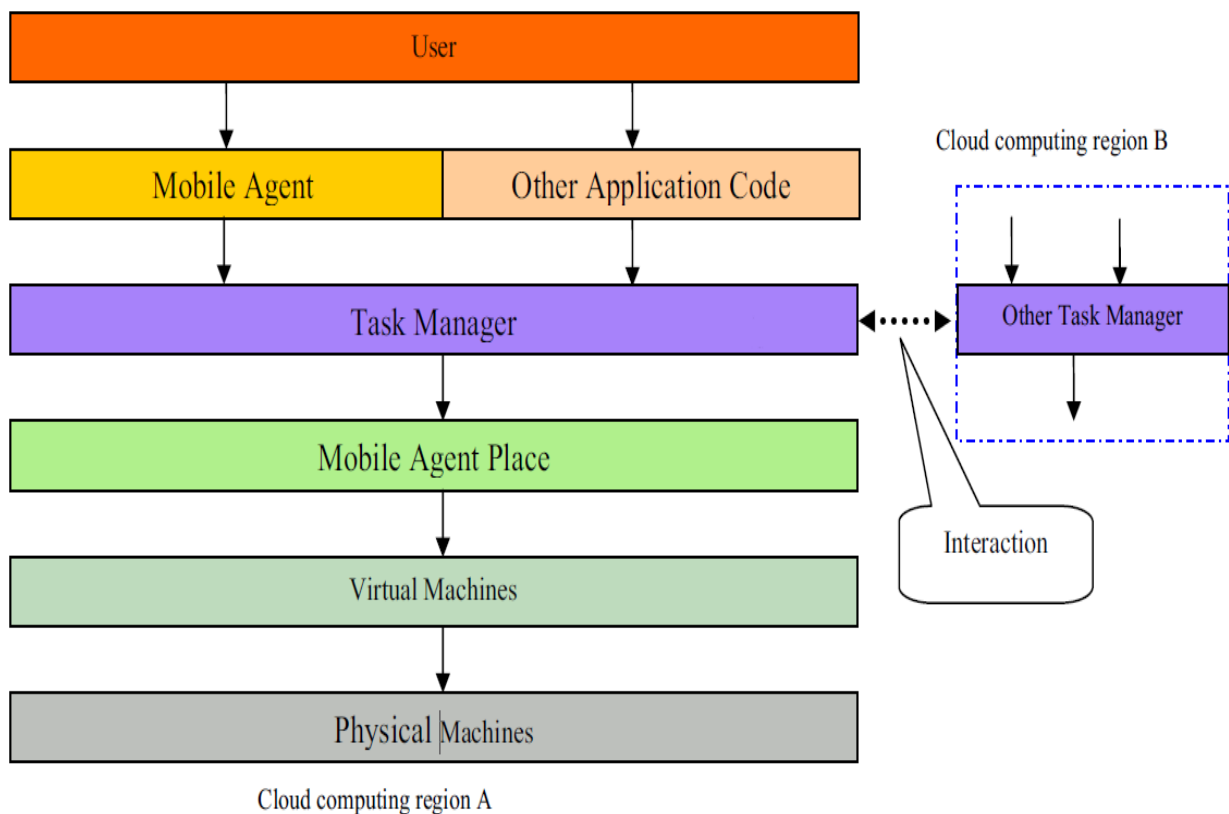 User
Cloud computing region B
Mobile Agent
Other Application Code
Task Manager
Other Task Manager
Mobile Agent Place
Interaction
Virtual Machines
Physical Machines
Cloud computing region A